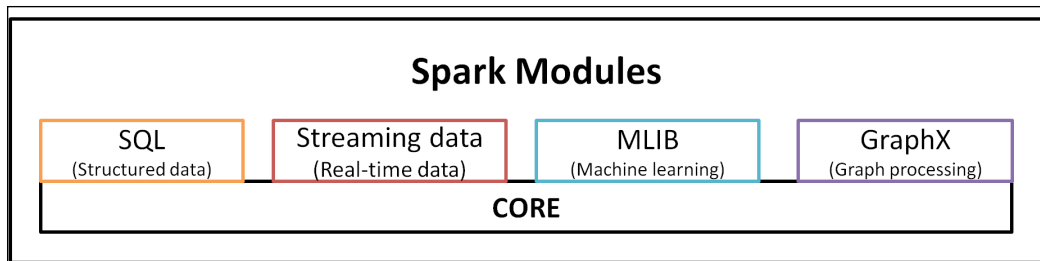 Spark Modules
SQL
(Structured data)
Streaming data
(Real-time data)
MLIB
(Machine learning)
GraphX
(Graph processing)
CORE